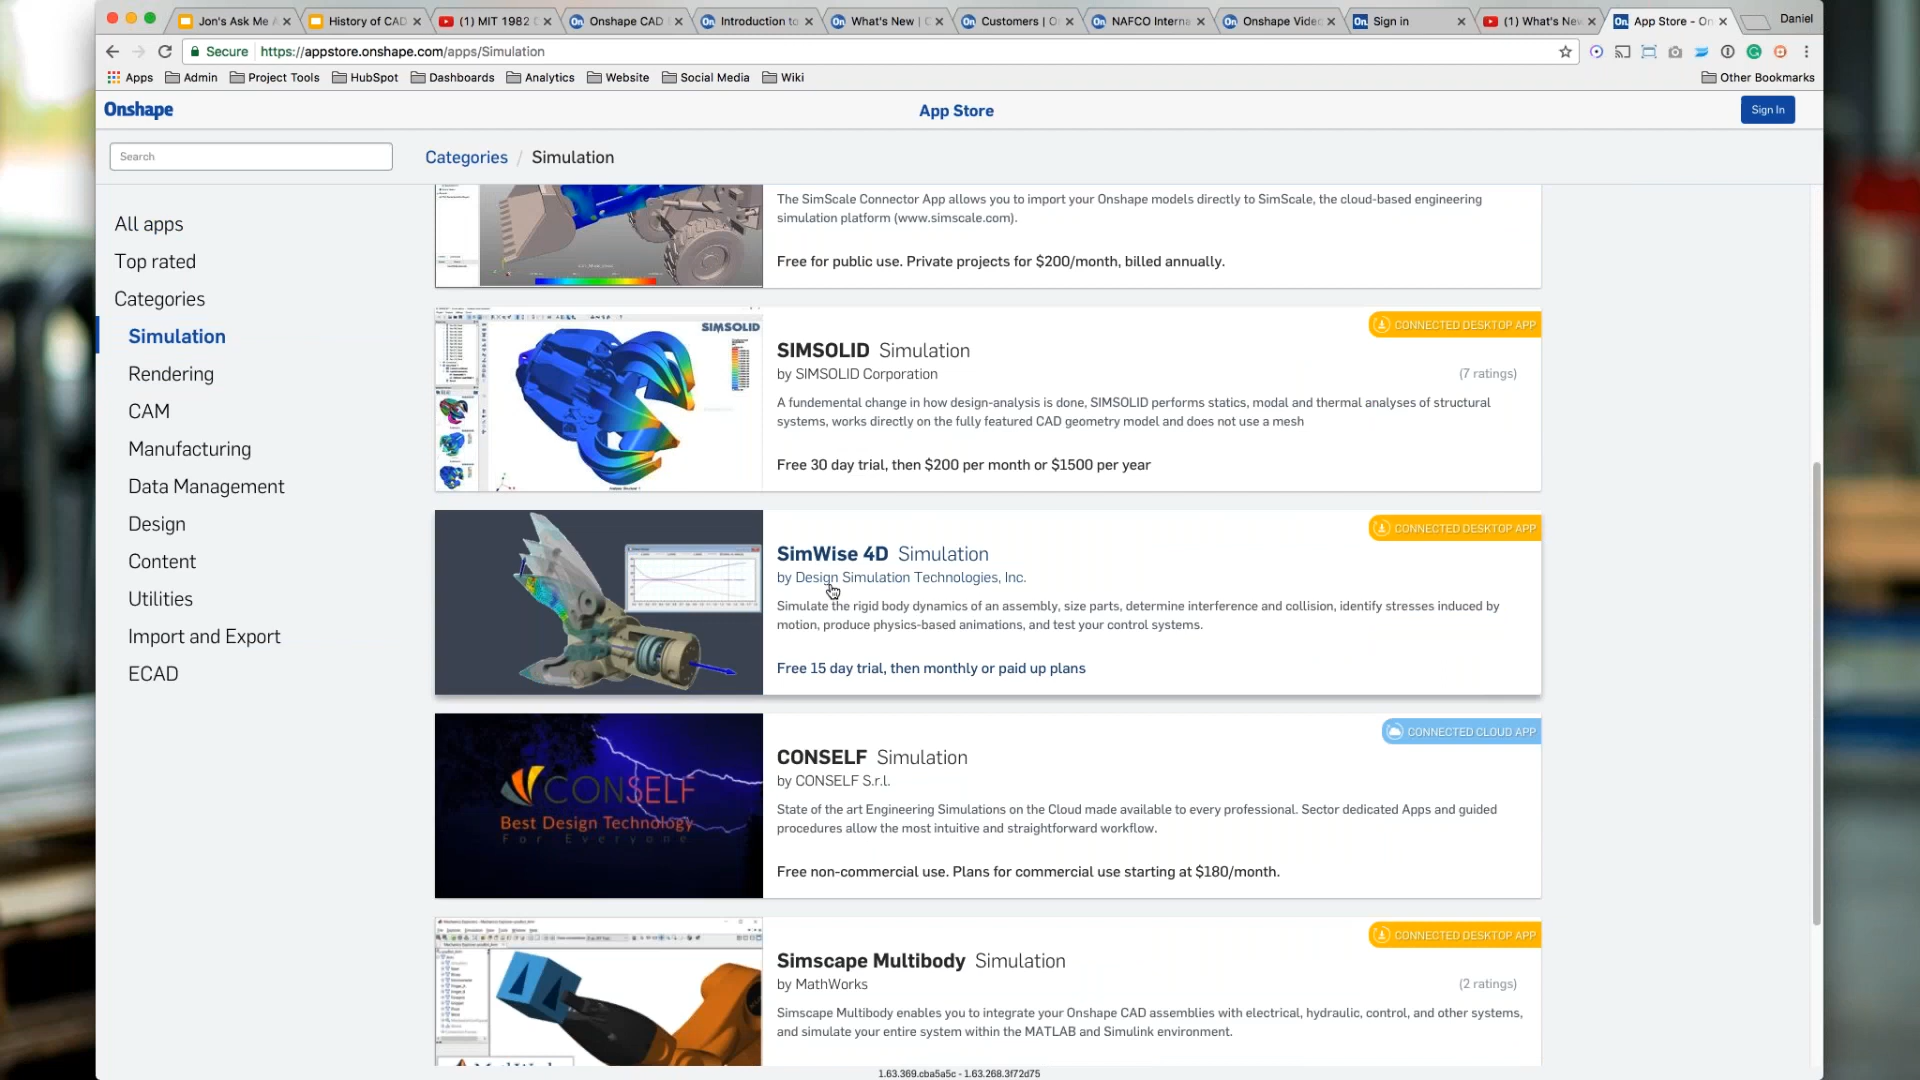 Jon's Ask Me A
History of CAD
(1) MIT 1982
Onshape CAD
Introduction to
What's New |
Customers |
NAFCO Interna
Onshape Video
Sign in
(1) What's New
App Store - On
Daniel
Secure https://appstore.onshape.com/apps/Simulation
Apps Admin Project Tools HubSpot Dashboards Analytics Website Social Media Wiki Other Bookmarks
Onshape App Store Sign In
Search Categories / Simulation
All apps
Top rated
Categories
Simulation
Rendering
CAM
Manufacturing
Data Management
Design
Content
Utilities
Import and Export
ECAD
The SimScale Connector App allows you to import your Onshape models directly to SimScale, the cloud-based engineering
simulation platform (www.simscale.com).
Free for public use. Private projects for $200/month, billed annually.
SIMSOLID
CONNECTED DESKTOP APP
SIMSOLID Simulation
by SIMSOLID Corporation (7 ratings)
A fundemental change in how design-analysis is done, SIMSOLID performs statics, modal and thermal analyses of structural
systems, works directly on the fully featured CAD geometry model and does not use a mesh
Free 30 day trial, then $200 per month or $1500 per year
CONNECTED DESKTOP APP
SimWise 4D Simulation
by Design Simulation Technologies, Inc.
Simulate the rigid body dynamics of an assembly, size parts, determine interference and collision, identify stresses induced by
motion, produce physics-based animations, and test your control systems.
Free 15 day trial, then monthly or paid up plans
CONSELF
Best Design Technology
For Everyone
CONNECTED CLOUD APP
CONSELF Simulation
by CONSELF S.r.l.
State of the art Engineering Simulations on the Cloud made available to every professional. Sector dedicated Apps and guided
procedures allow the most intuitive and straightforward workflow.
Free non-commercial use. Plans for commercial use starting at $180/month.
CONNECTED DESKTOP APP
Simscape Multibody Simulation
by MathWorks (2 ratings)
Simscape Multibody enables you to integrate your Onshape CAD assemblies with electrical, hydraulic, control, and other systems,
and simulate your entire system within the MATLAB and Simulink environment.
1.63.369.cba5a5c - 1.63.268.3f72d75